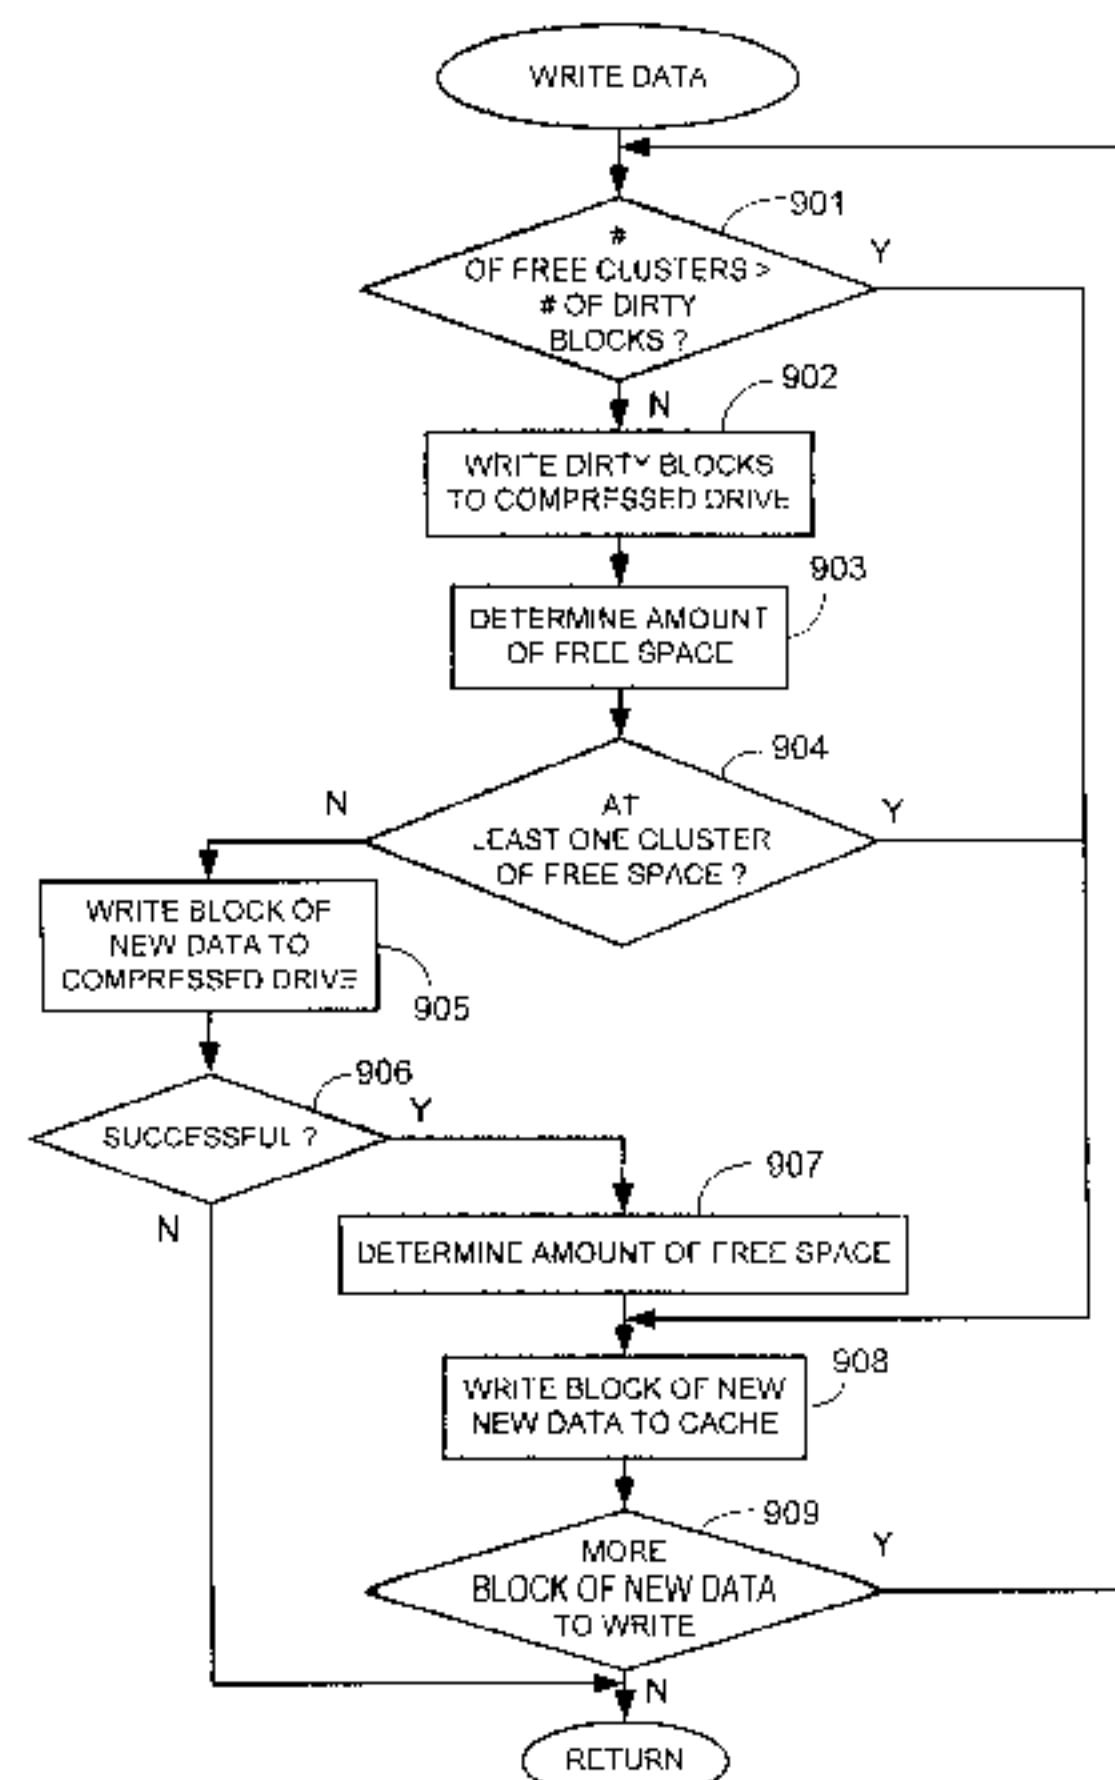 WRITE DATA
901
#
Y
OF FREE CLUSTERS >
# OF DIRTY
BLOCKS ?
902
N
WRITE DIRTY BLOCKS
TO COMPRESSED DRIVE
903
DETERMINE AMOUNT
OF FREE SPACE
904
N
AT
Y
LEAST ONE CLUSTER
OF FREE SPACE ?
WRITE BLOCK OF
NEW DATA TO
COMPRESSED DRIVE
905
906
Y
SUCCESSFUL ?
907
N
DETERMINE AMOUNT OF FREE SPACE
908
WRITE BLOCK OF NEW
NEW DATA TO CACHE
909
Y
MORE
BLOCK OF NEW DATA
TO WRITE
N
RETURN